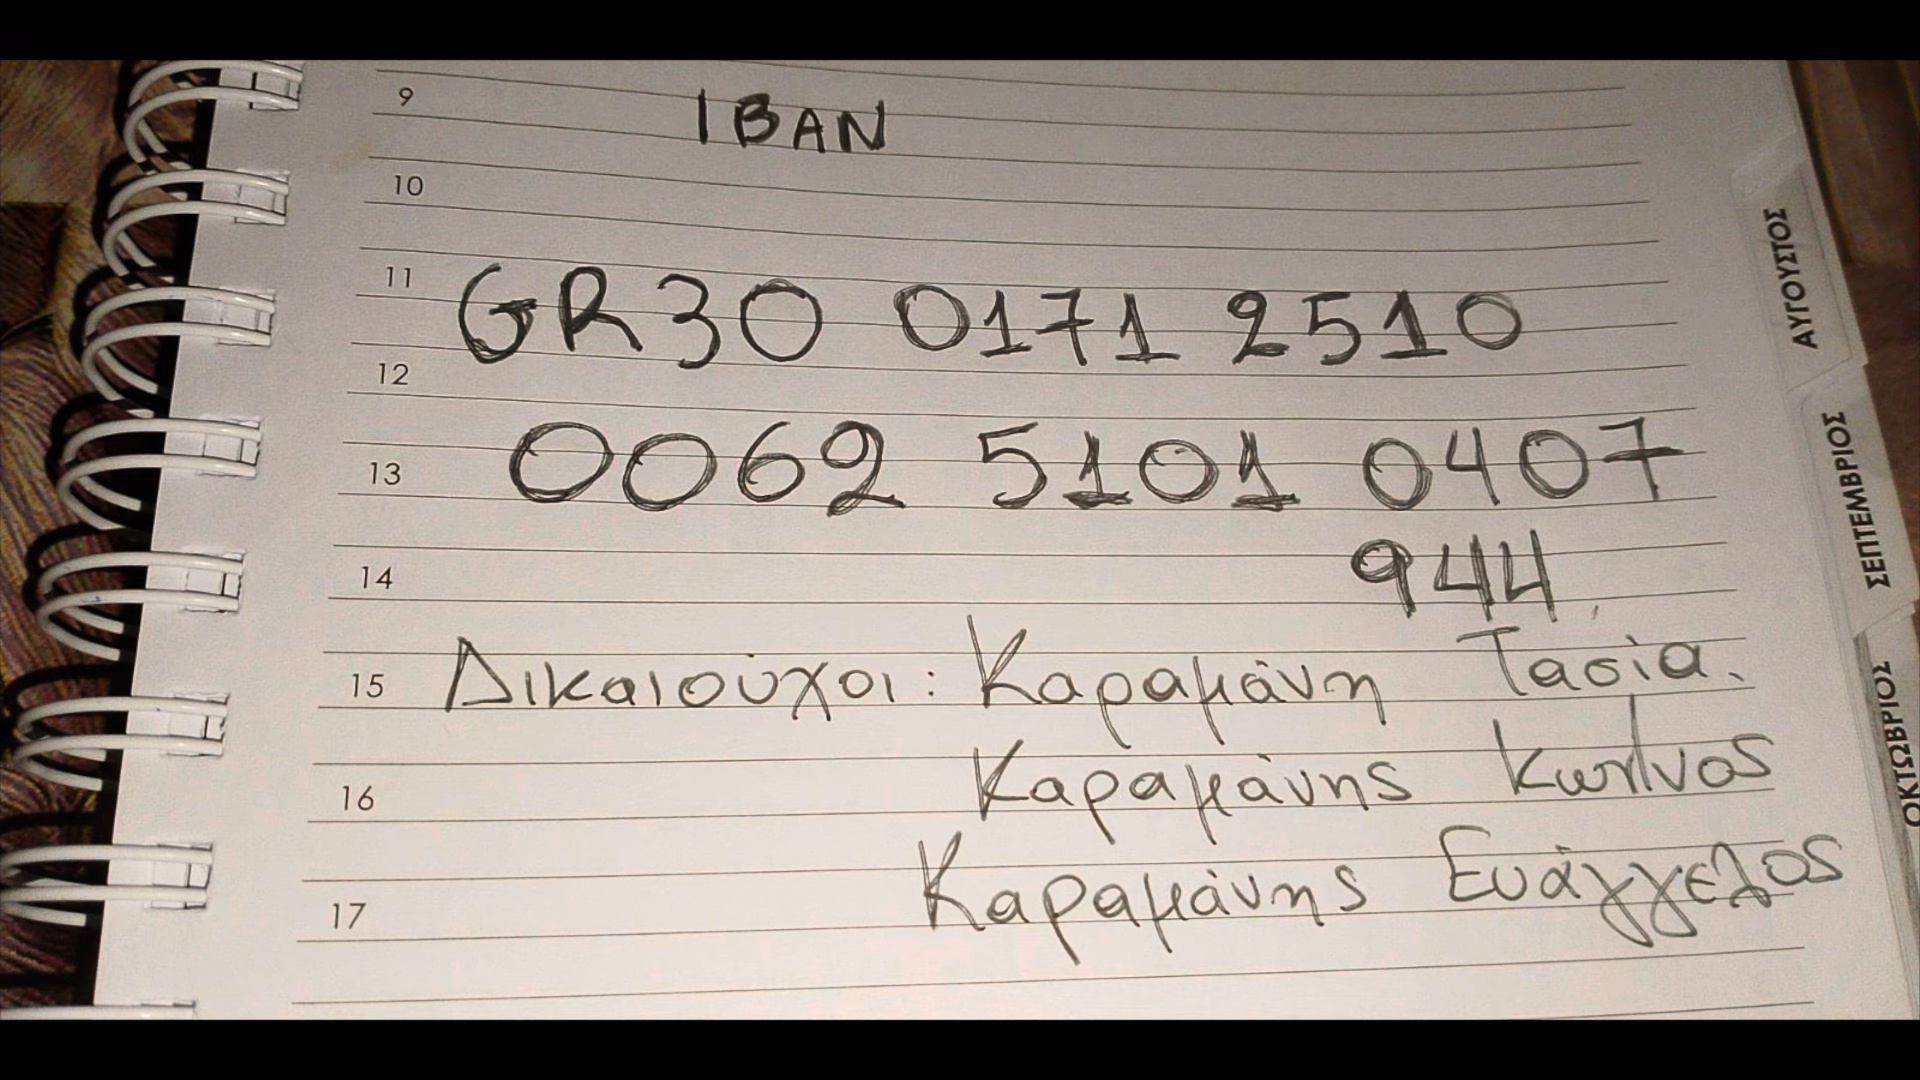 9 IBAN
10
11 GR30 0171 2510
12
13 0062 5101 0407
14 944
15 Δικαιούχοι: Καραμάνη Τασία.
16 Καραμάνης Κων/νος
17 Καραμάνης Ευάγγελος
ΑΥΓΟΥΣΤΟΣ
ΣΕΠΤΕΜΒΡΙΟΣ
ΟΚΤΩΒΡΙΟΣ